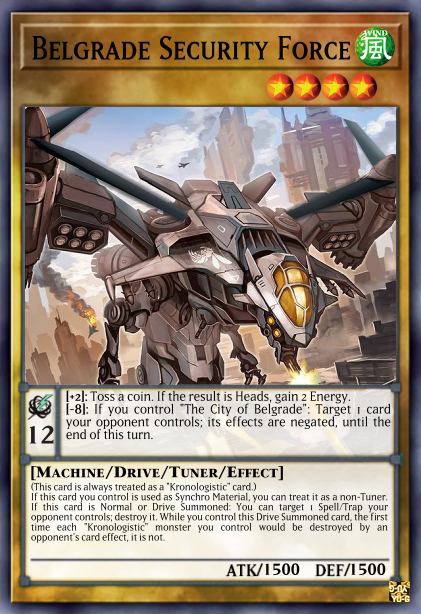 Belgrade Security Force
WIND
風
[+2]: Toss a coin. If the result is Heads, gain 2 Energy.
[-8]: If you control "The City of Belgrade": Target 1 card
your opponent controls; its effects are negated, until the
end of this turn.
12
[Machine/Drive/Tuner/Effect]
(This card is always treated as a "Kronologistic" card.)
If this card you control is used as Synchro Material, you can treat it as a non-Tuner.
If this card is Normal or Drive Summoned: You can target 1 Spell/Trap your
opponent controls; destroy it. While you control this Drive Summoned card, the first
time each "Kronologistic" monster you control would be destroyed by an
opponent's card effect, it is not.
ATK/1500 DEF/1500